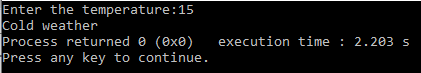 Enter the temperature:15
Cold weather
Process returned 0 (0x0)   execution time : 2.203 s
Press any key to continue.